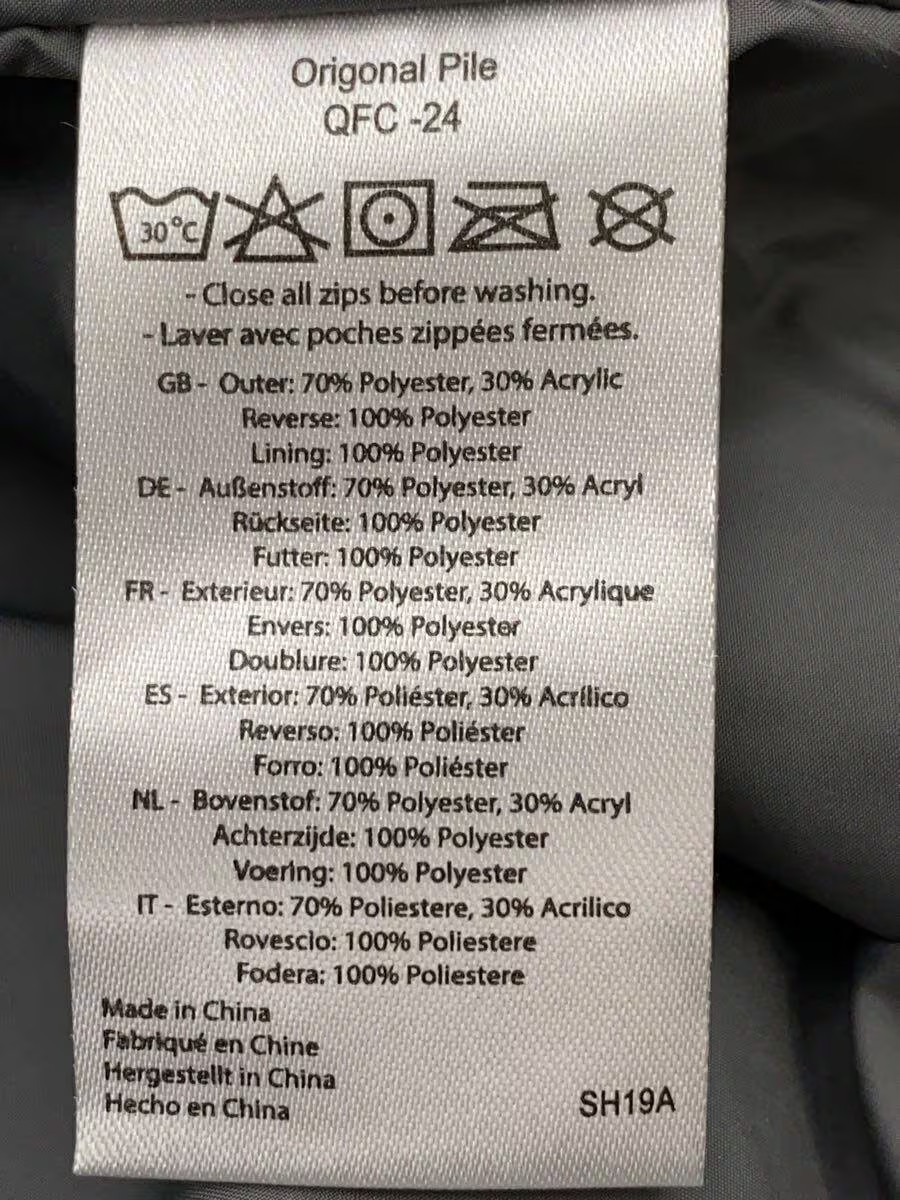 Origonal Pile
QFC -24
30°C
- Close all zips before washing.
- Laver avec poches zippées fermées.
GB - Outer: 70% Polyester, 30% Acrylic
Reverse: 100% Polyester
Lining: 100% Polyester
DE - Außenstoff: 70% Polyester, 30% Acryl
Rückseite: 100% Polyester
Futter: 100% Polyester
FR - Exterieur: 70% Polyester, 30% Acrylique
Envers: 100% Polyester
Doublure: 100% Polyester
ES - Exterior: 70% Poliéster, 30% Acrílico
Reverso: 100% Poliéster
Forro: 100% Poliéster
NL - Bovenstof: 70% Polyester, 30% Acryl
Achterzijde: 100% Polyester
Voering: 100% Polyester
IT - Esterno: 70% Poliestere, 30% Acrilico
Rovescio: 100% Poliestere
Fodera: 100% Poliestere
Made in China
Fabriqué en Chine
Hergestellt in China
Hecho en China
SH19A